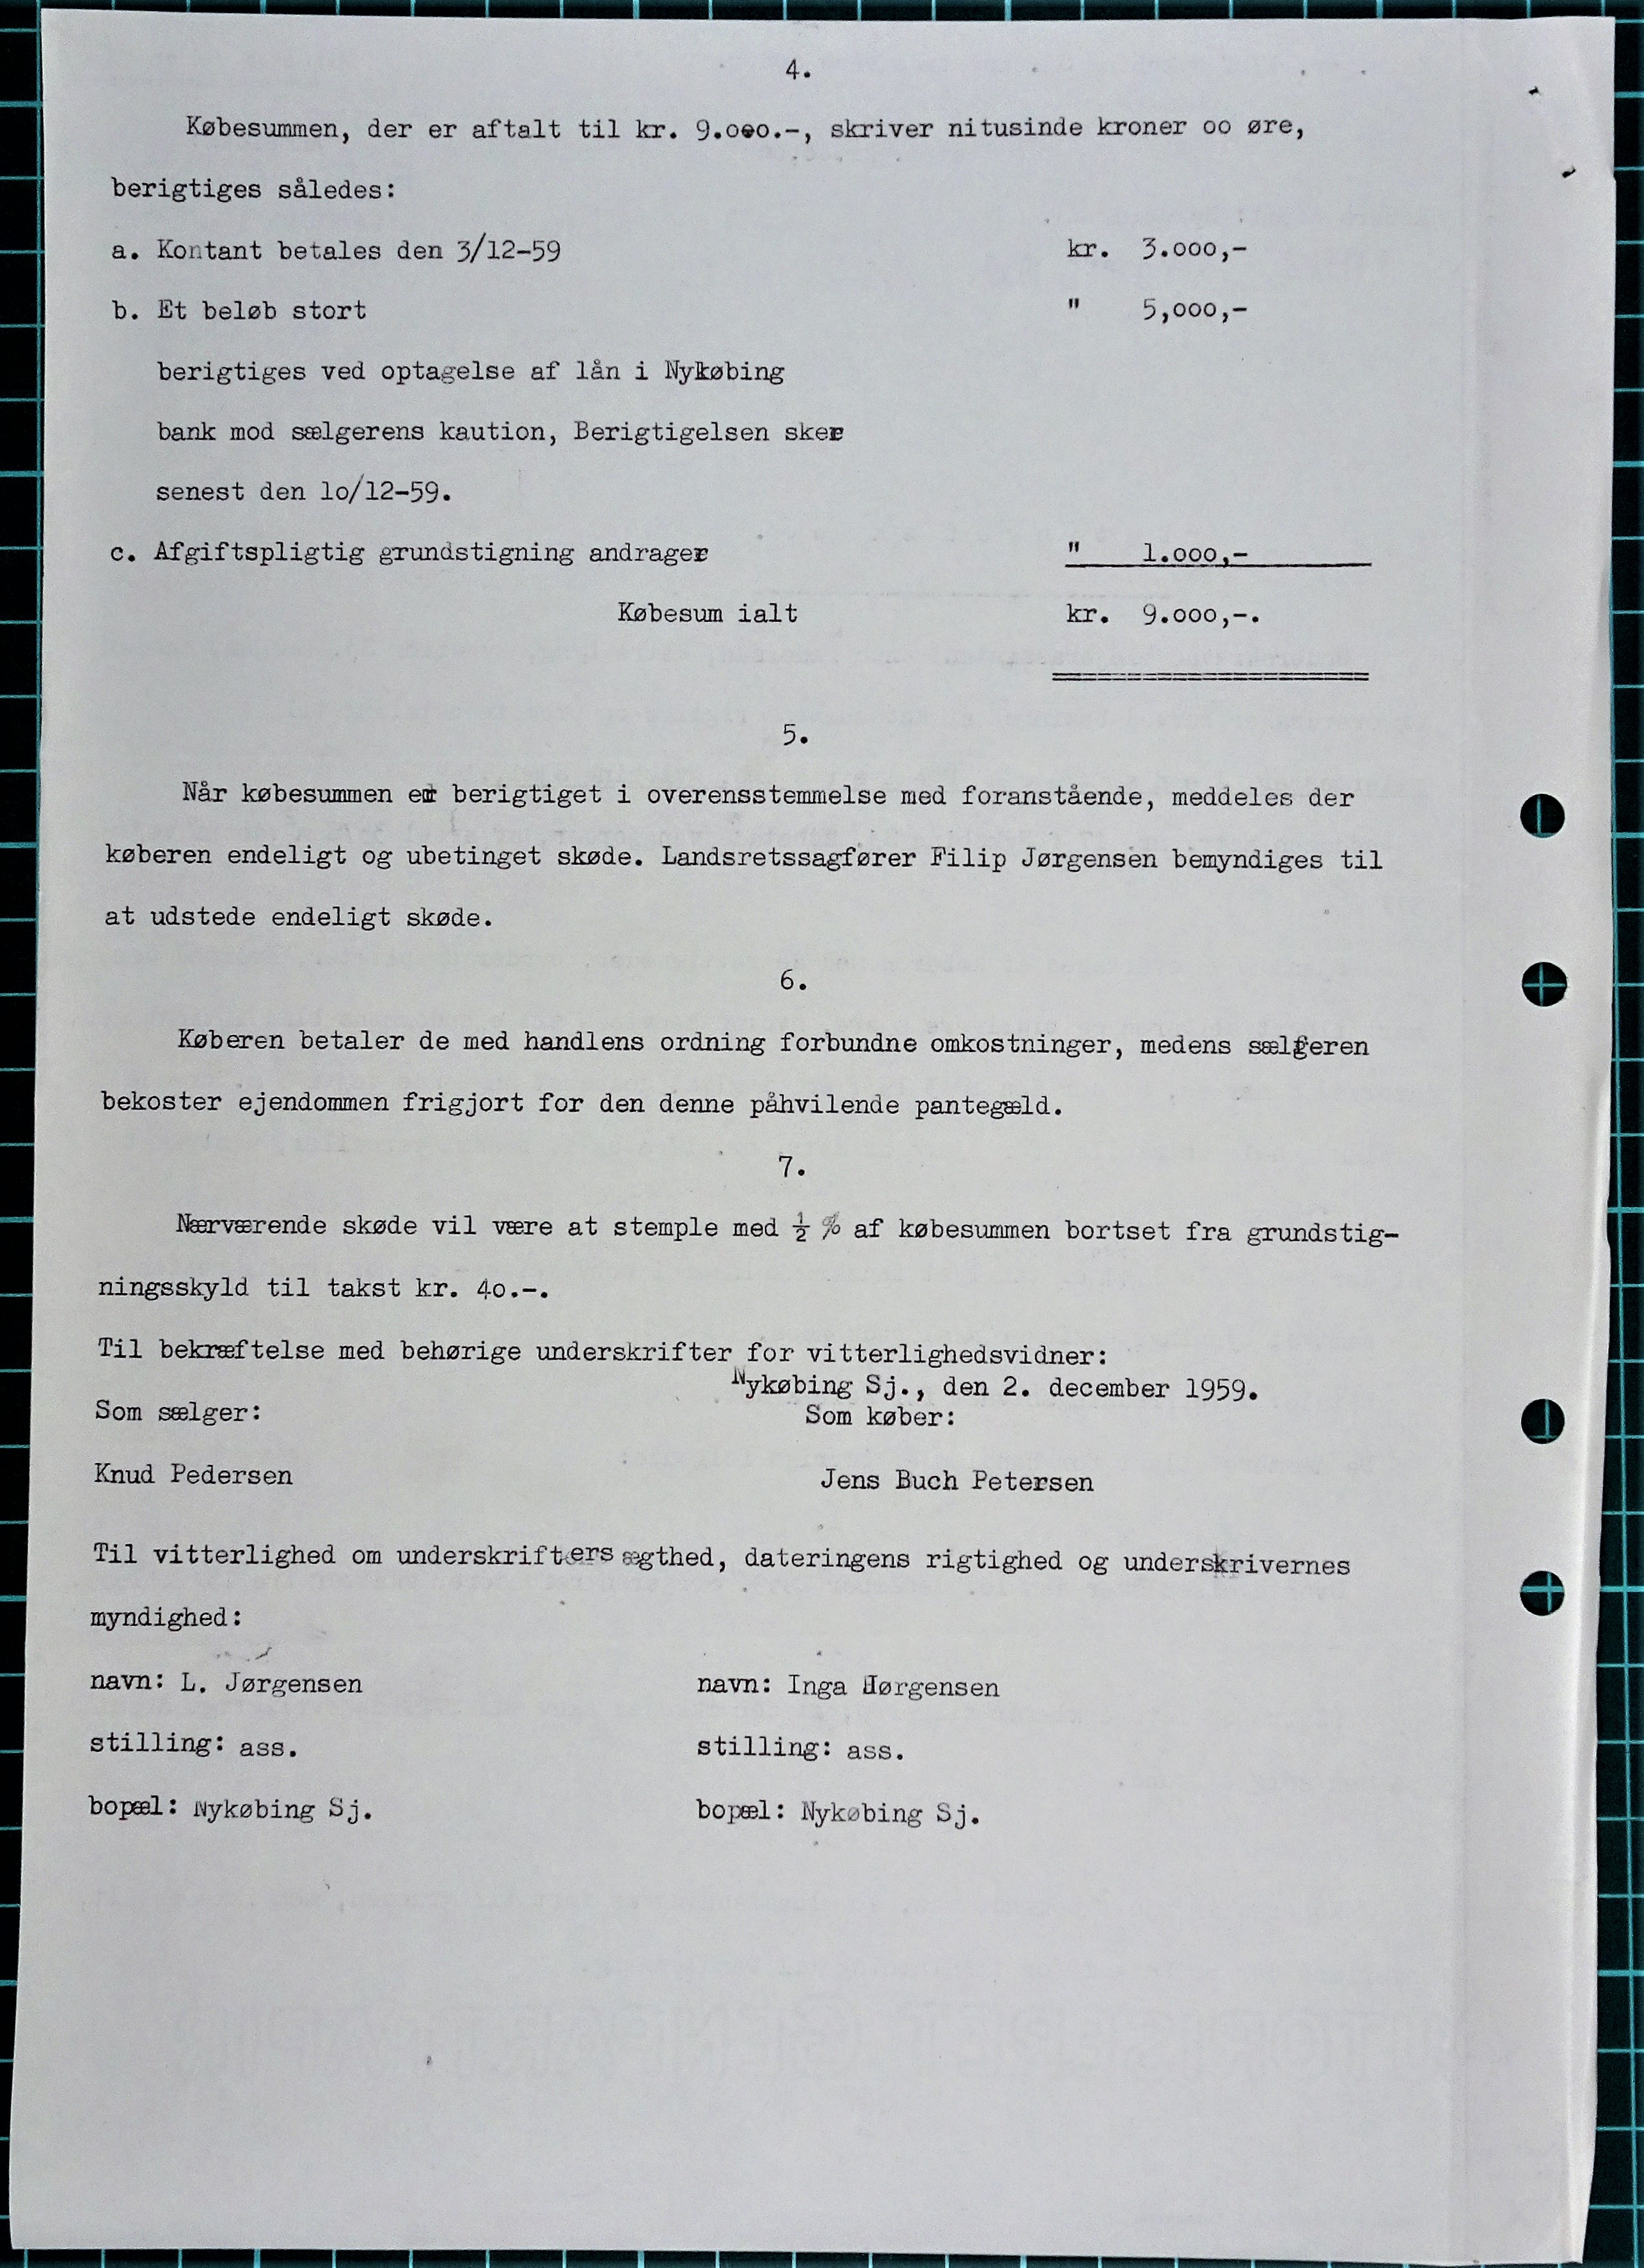 4.
Købesummen, der er aftalt til kr. 9.ooo.-, skriver nitusinde kroner oo øre,
berigtiges således:
a. Kontant betales den 3/12-59 kr. 3.ooo,-
b. Et beløb stort " 5,ooo,-
berigtiges ved optagelse af lån i Nykøbing
bank mod sælgerens kaution, Berigtigelsen sker
senest den lo/12-59.
c. Afgiftspligtig grundstigning andrager " 1.ooo,-
Købesum ialt kr. 9.ooo,-.
5.
Når købesummen er berigtiget i overensstemmelse med foranstående, meddeles der
køberen endeligt og ubetinget skøde. Landsretssagfører Filip Jørgensen bemyndiges til
at udstede endeligt skøde.
6.
Køberen betaler de med handlens ordning forbundne omkostninger, medens sælgeren
bekoster ejendommen frigjort for den denne påhvilende pantegæld.
7.
Nærværende skøde vil være at stemple med ½ % af købesummen bortset fra grundstig-
ningsskyld til takst kr. 4o.-.
Til bekræftelse med behørige underskrifter for vitterlighedsvidner:
Nykøbing Sj., den 2. december 1959.
Som sælger: Som køber:
Knud Pedersen Jens Buch Petersen
Til vitterlighed om underskrifters ægthed, dateringens rigtighed og underskrivernes
myndighed:
navn: L. Jørgensen navn: Inga Jørgensen
stilling: ass. stilling: ass.
bopæl: Nykøbing Sj. bopæl: Nykøbing Sj.